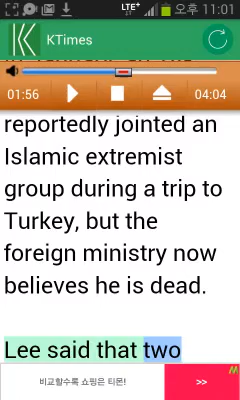 LTE 오후 11:01
KTimes
01:56
04:04
reportedly jointed an
Islamic extremist
group during a trip to
Turkey, but the
foreign ministry now
believes he is dead.
Lee said that two
비교할수록 쇼핑은 티몬!
>>